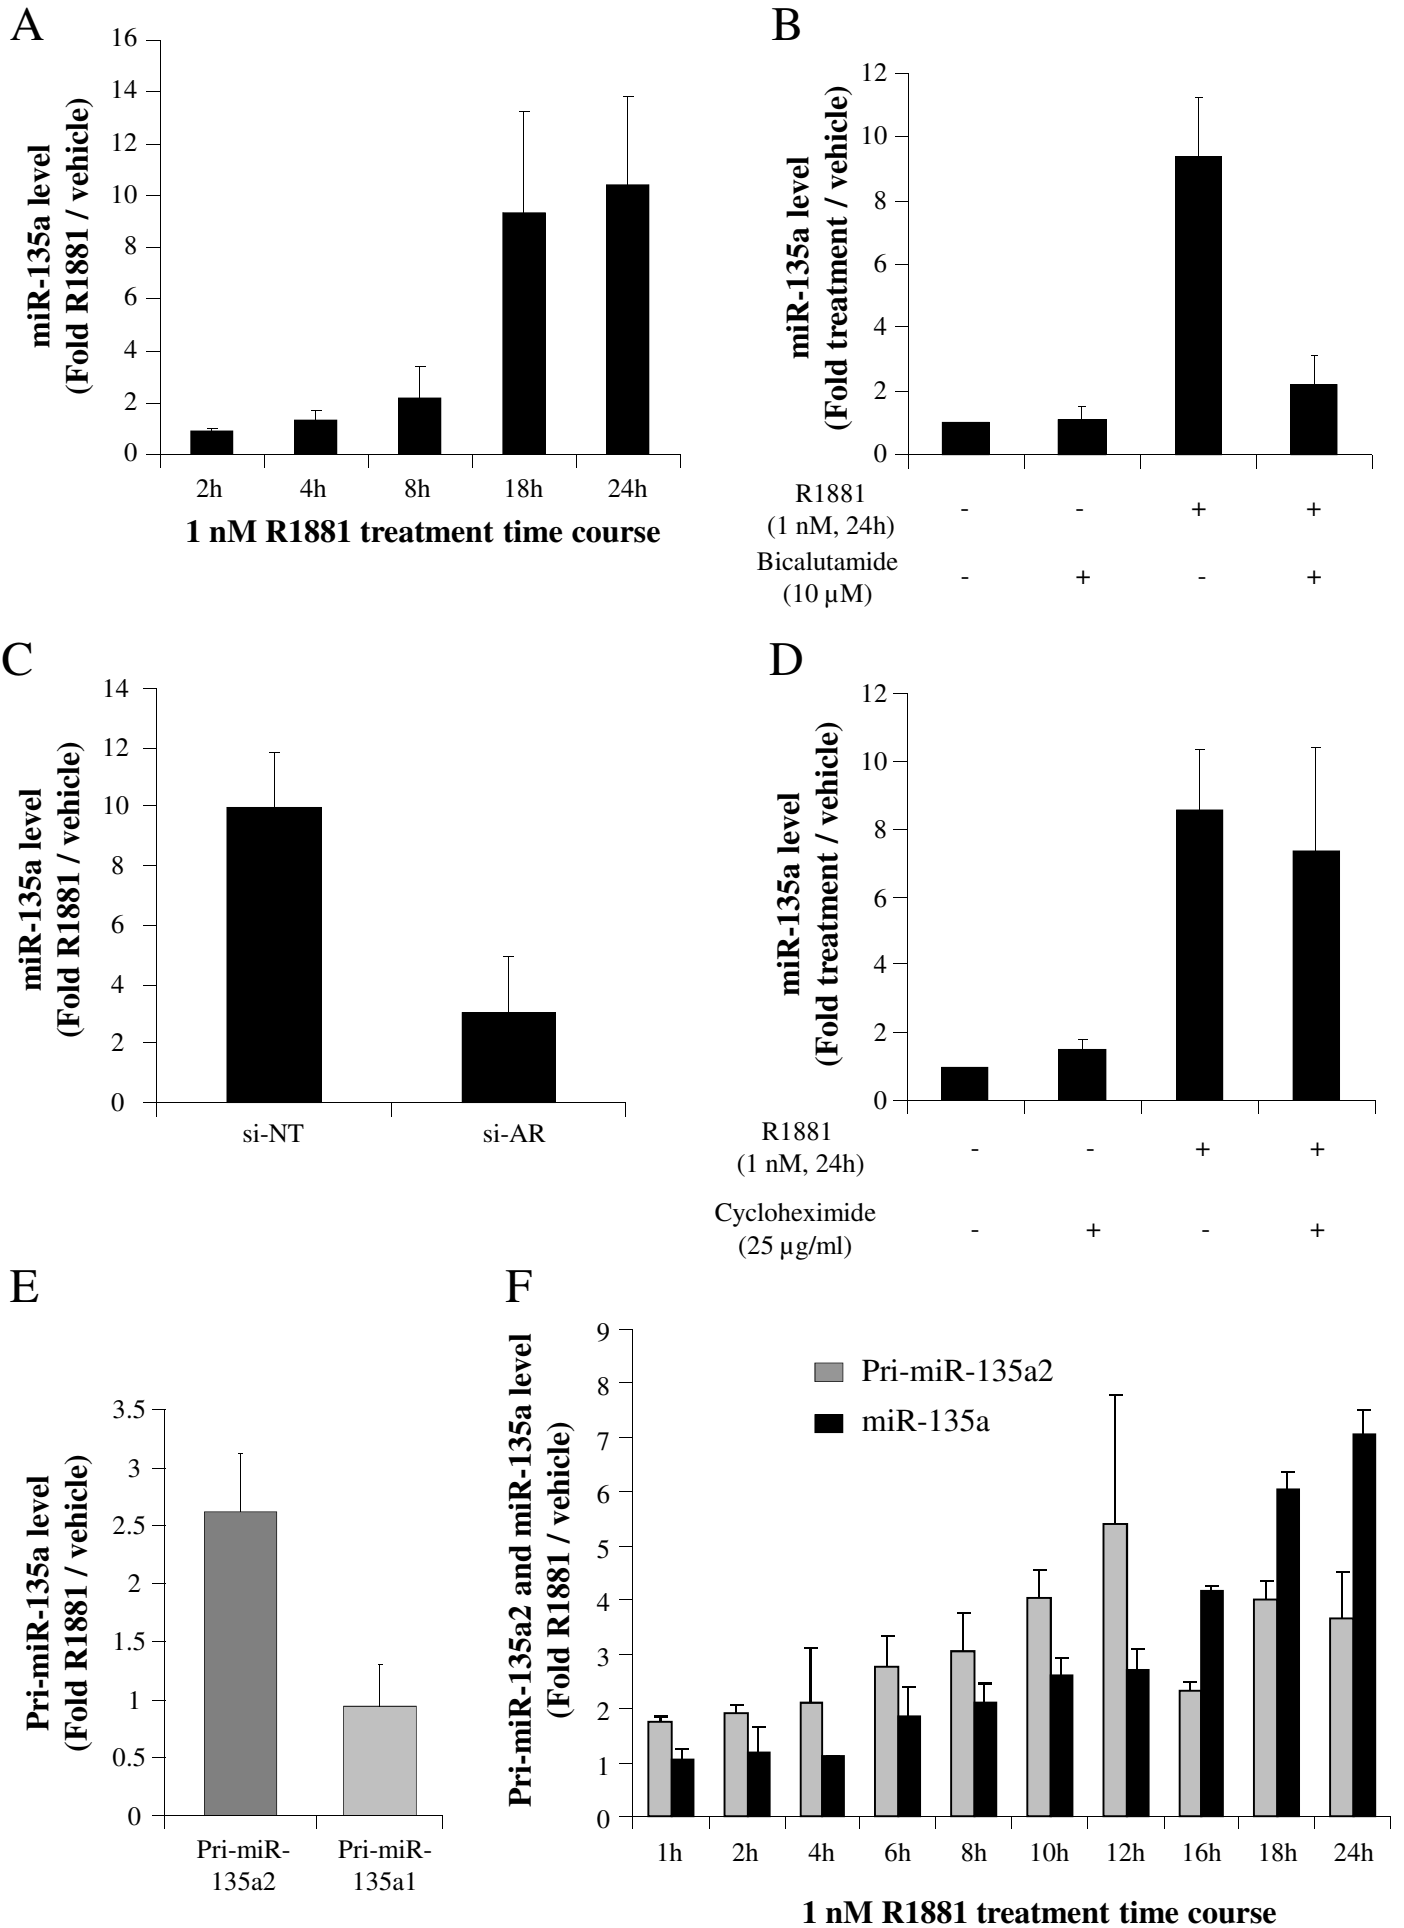 A
miR-135a level
(Fold R1881 / vehicle)
16
14
12
10
8
6
4
2
0
2h 4h 8h 18h 24h
1 nM R1881 treatment time course
B
miR-135a level
(Fold treatment / vehicle)
12
10
8
6
4
2
0
R1881
(1 nM, 24h)
- - + +
Bicalutamide
(10 µM)
- + - +
C
miR-135a level
(Fold R1881 / vehicle)
14
12
10
8
6
4
2
0
si-NT si-AR
D
miR-135a level
(Fold treatment / vehicle)
12
10
8
6
4
2
0
R1881
(1 nM, 24h)
- - + +
Cycloheximide
(25 µg/ml)
- + - +
E
Pri-miR-135a level
(Fold R1881 / vehicle)
3.5
3
2.5
2
1.5
1
0.5
0
Pri-miR-
135a2
Pri-miR-
135a1
F
Pri-miR-135a2 and miR-135a level
(Fold R1881 / vehicle)
9
8
7
6
5
4
3
2
1
0
Pri-miR-135a2
miR-135a
1h 2h 4h 6h 8h 10h 12h 16h 18h 24h
1 nM R1881 treatment time course